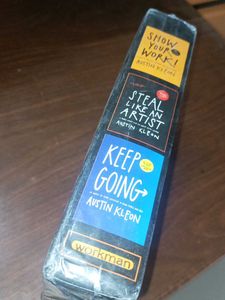 SHOW
YOUR
WORK!
AUSTIN KLEON
STEAL
LIKE AN
ARTIST
AUSTIN KLEON
KEEP
GOING
AUSTIN KLEON
workman